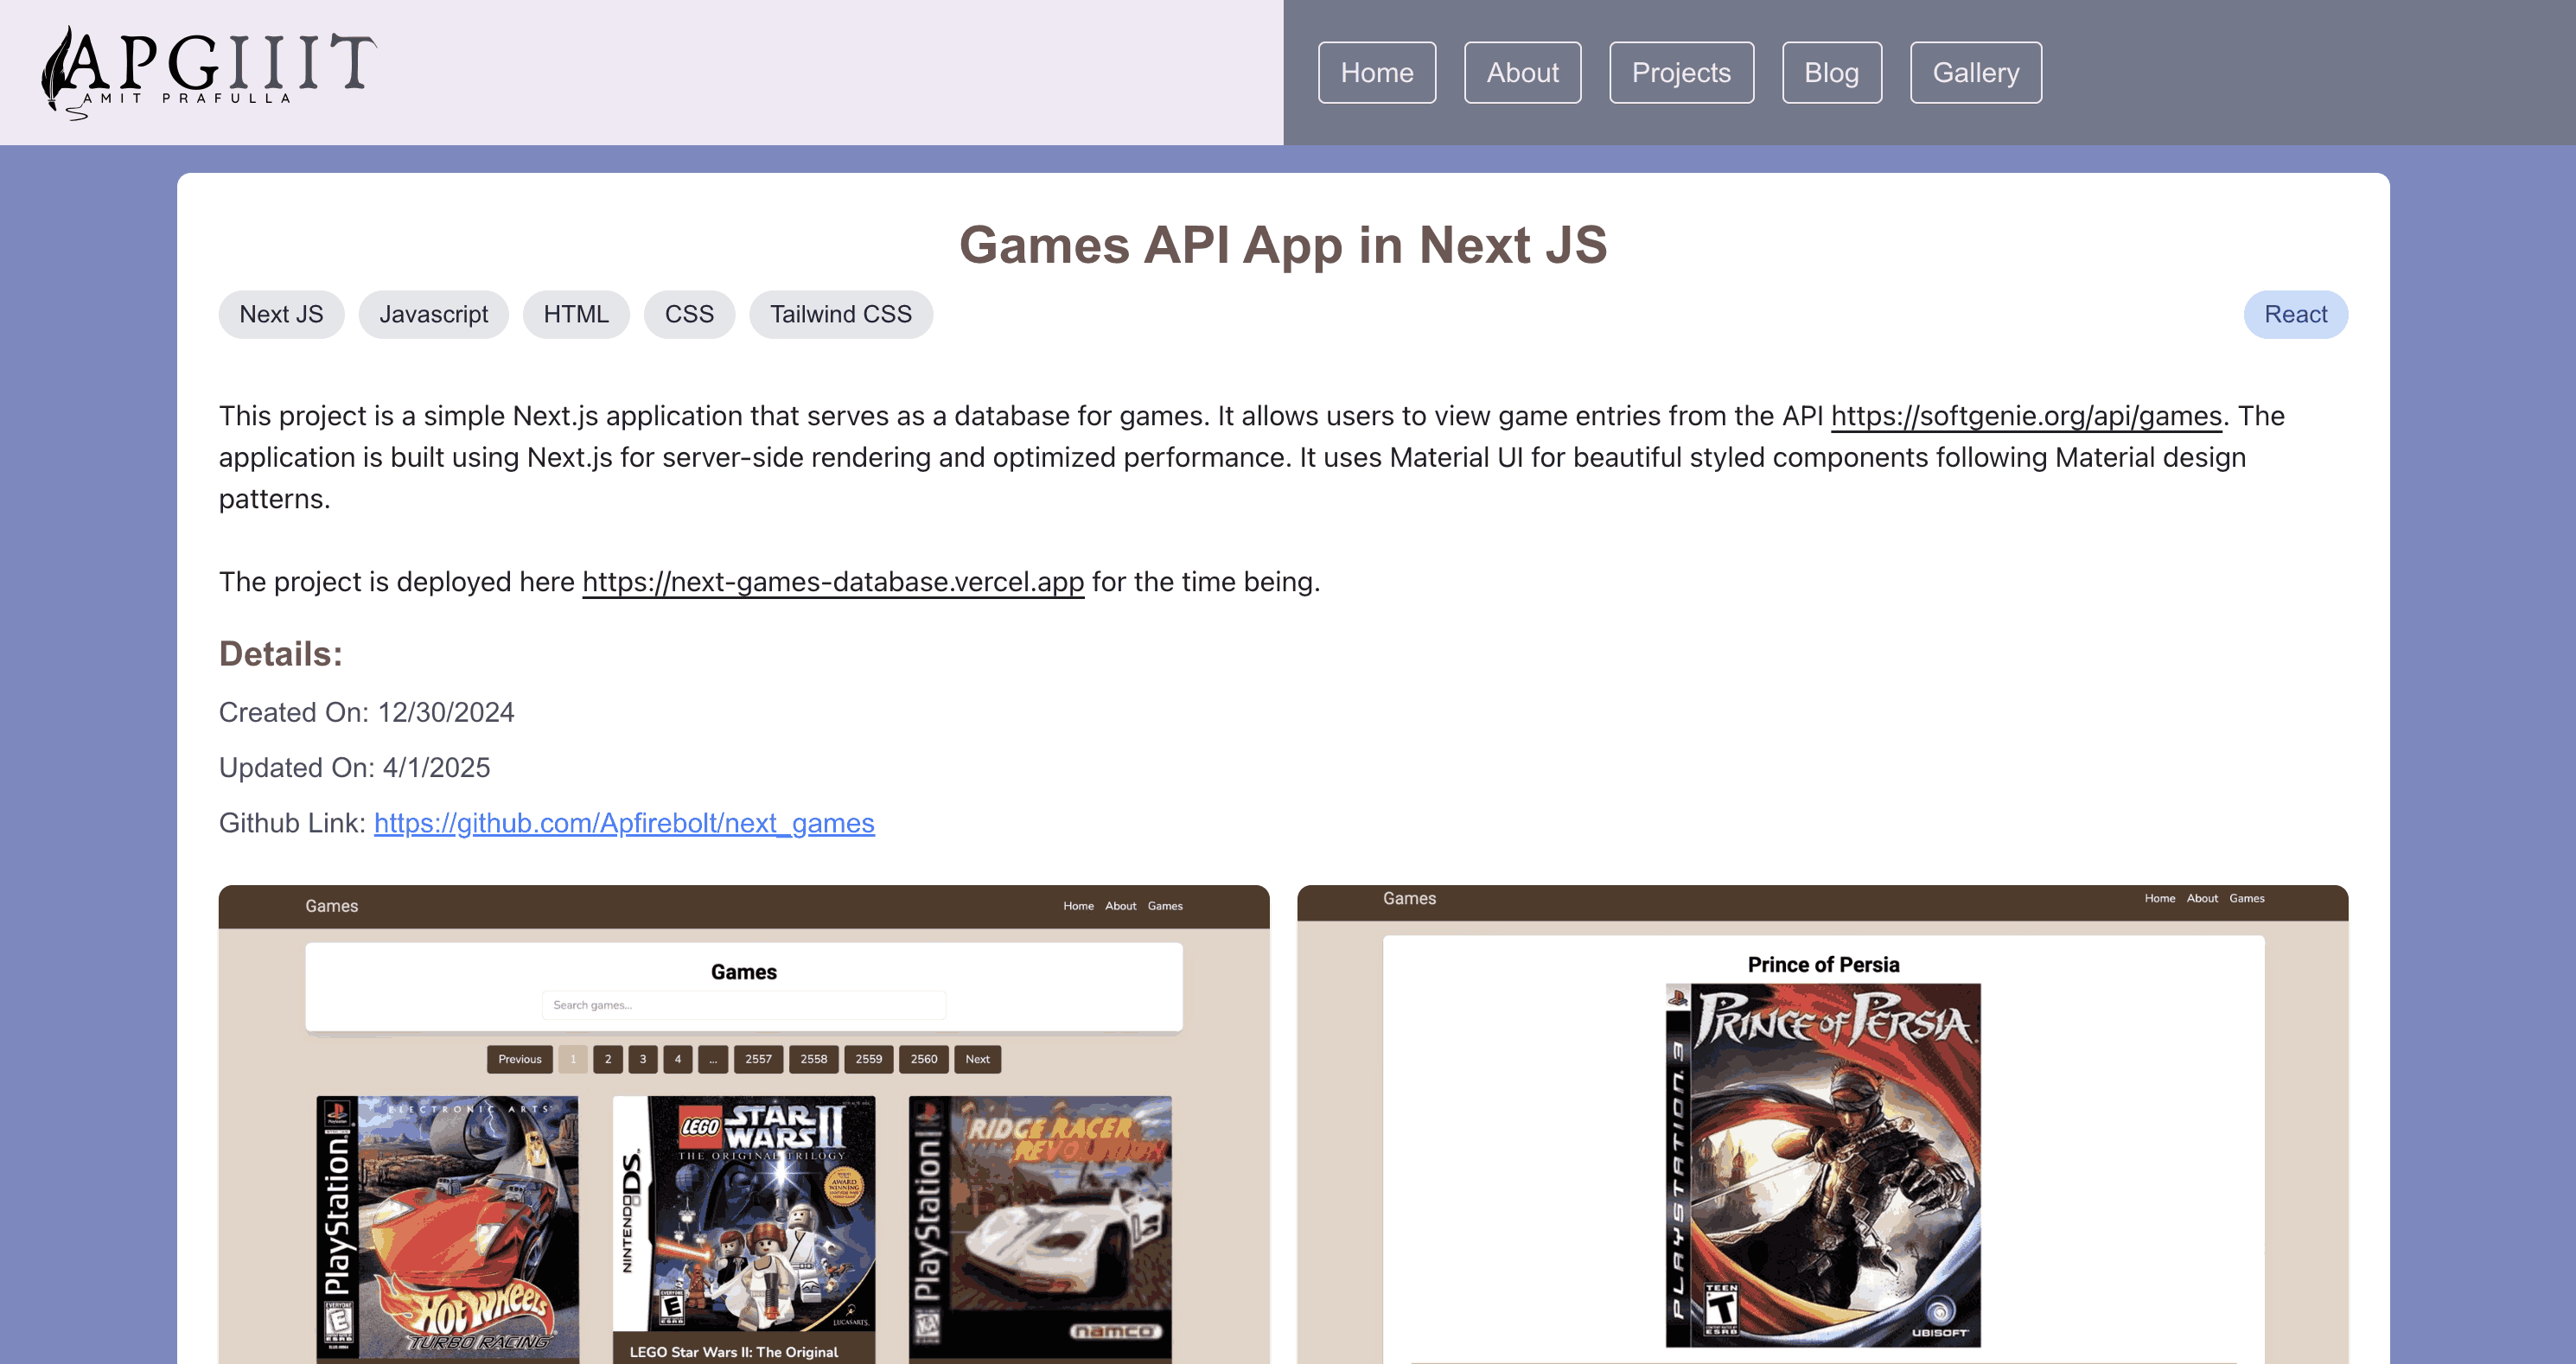 APGIIIT
AMIT PRAFULLA
Home
About
Projects
Blog
Gallery
Games API App in Next JS
Next JS
Javascript
HTML
CSS
Tailwind CSS
React
This project is a simple Next.js application that serves as a database for games. It allows users to view game entries from the API https://softgenie.org/api/games. The
application is built using Next.js for server-side rendering and optimized performance. It uses Material UI for beautiful styled components following Material design
patterns.
The project is deployed here https://next-games-database.vercel.app for the time being.
Details:
Created On: 12/30/2024
Updated On: 4/1/2025
Github Link: https://github.com/Apfirebolt/next_games
Games
Home About Games
Games
Search games...
Previous 1 2 3 4 ... 2557 2558 2559 2560 Next
ELECTRONIC ARTS
PlayStation
EVERYONE
E
ESRB
HOT WHEELS
TURBO RACING
NINTENDO DS
LEGO STAR WARS II
THE ORIGINAL TRILOGY
AWARD WINNING
EVERYONE
E
ESRB
LUCASARTS
LEGO Star Wars II: The Original
PlayStation
RIDGE RACER
REVOLUTION
K-A
namco
Games
Home About Games
Prince of Persia
PLAYSTATION 3
PRINCE OF PERSIA
TEEN
T
ESRB
UBISOFT